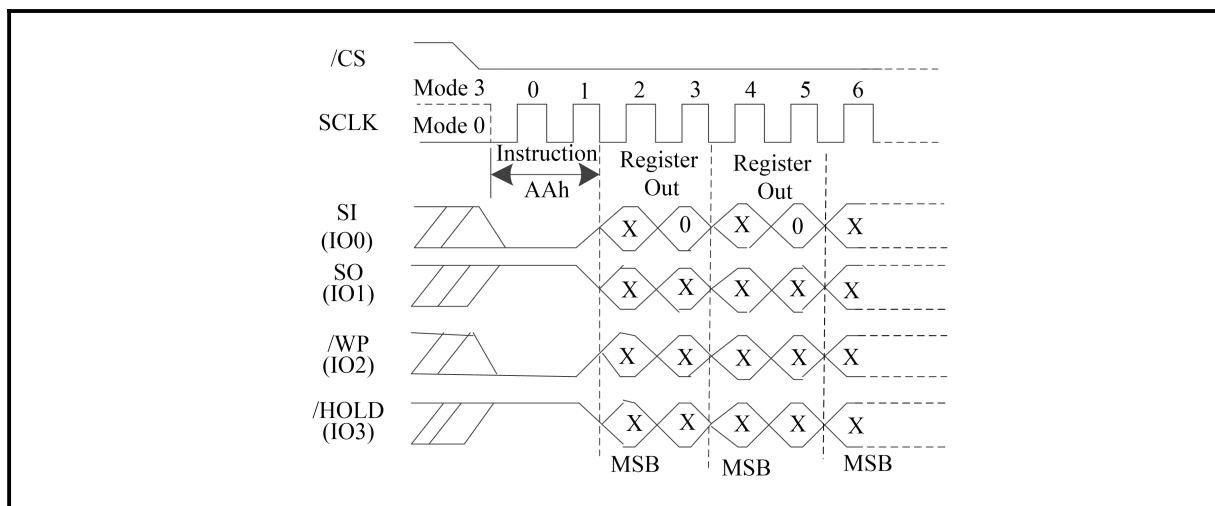 /CS
Mode 3 0 1 2 3 4 5 6
SCLK Mode 0
Instruction Register Out Register Out
AAh
SI
(IO0) X 0 X 0 X
SO
(IO1) X X X X X
/WP
(IO2) X X X X X
/HOLD
(IO3) X X X X X
MSB MSB MSB